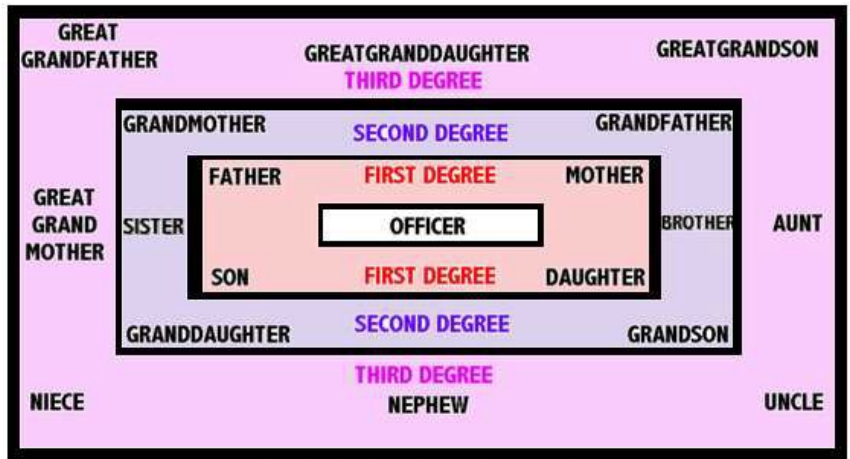 GREAT
GRANDFATHER
GREATGRANDDAUGHTER
GREATGRANDSON
THIRD DEGREE
GRANDMOTHER
SECOND DEGREE
GRANDFATHER
FATHER
FIRST DEGREE
MOTHER
GREAT
GRAND
MOTHER
SISTER
OFFICER
BROTHER
AUNT
SON
FIRST DEGREE
DAUGHTER
GRANDDAUGHTER
SECOND DEGREE
GRANDSON
THIRD DEGREE
NIECE
NEPHEW
UNCLE